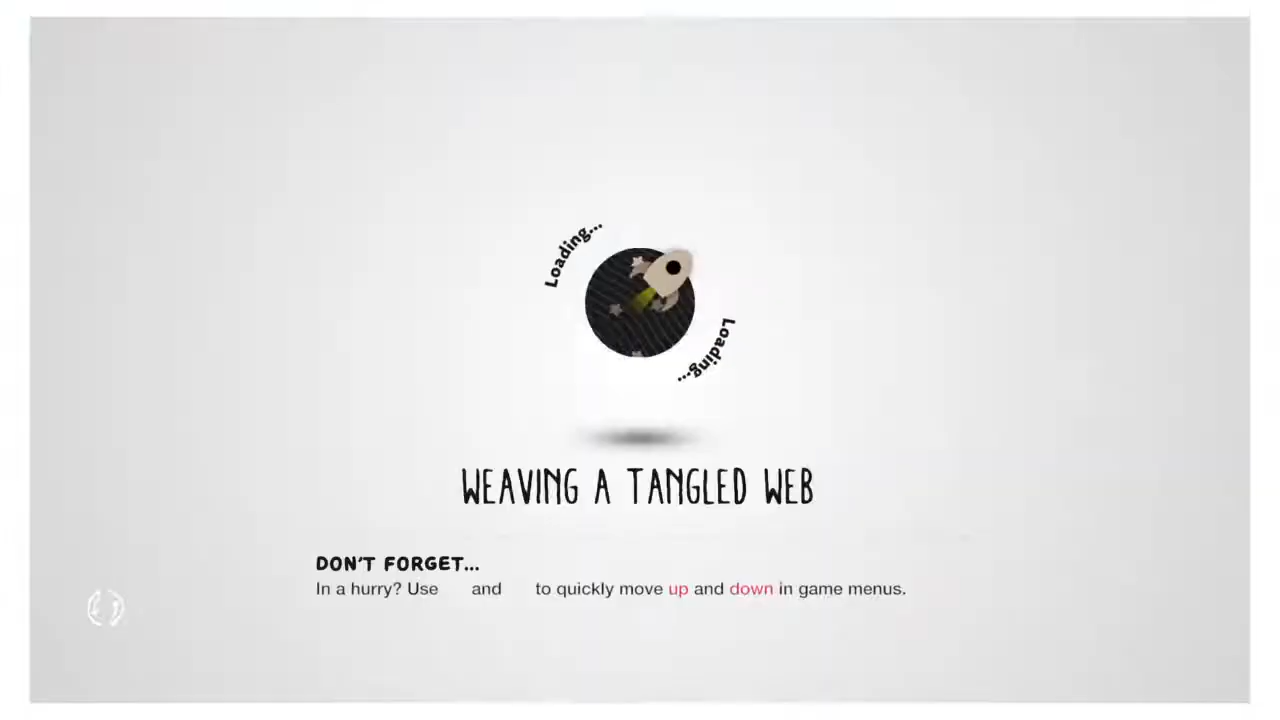 Loading...
Loading...
WEAVING A TANGLED WEB
DON'T FORGET...
In a hurry? Use and to quickly move up and down in game menus.